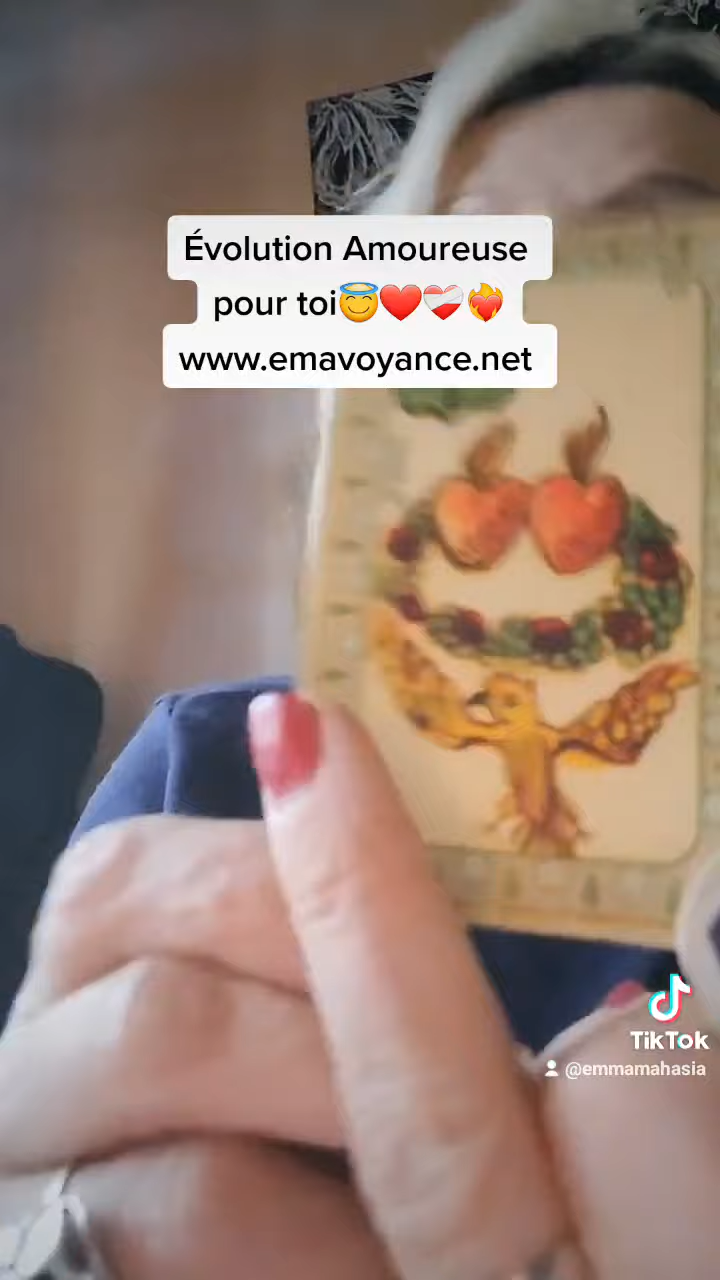 Évolution Amoureuse
pour toi😇❤️❤️‍🩹❤️‍🔥
www.emavoyance.net
TikTok
@emmamahasia